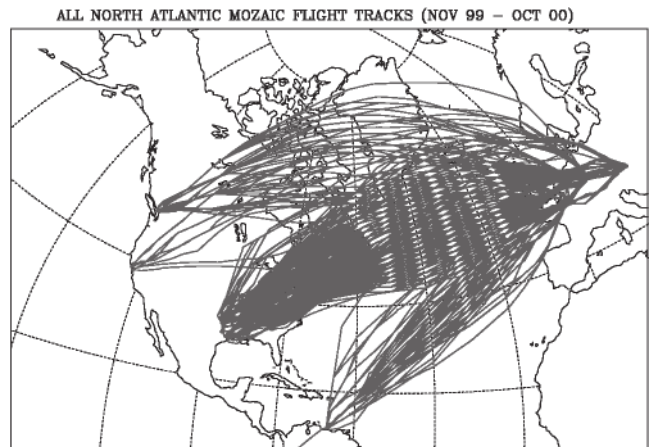 ALL NORTH ATLANTIC MOZAIC FLIGHT TRACKS (NOV 99 – OCT 00)